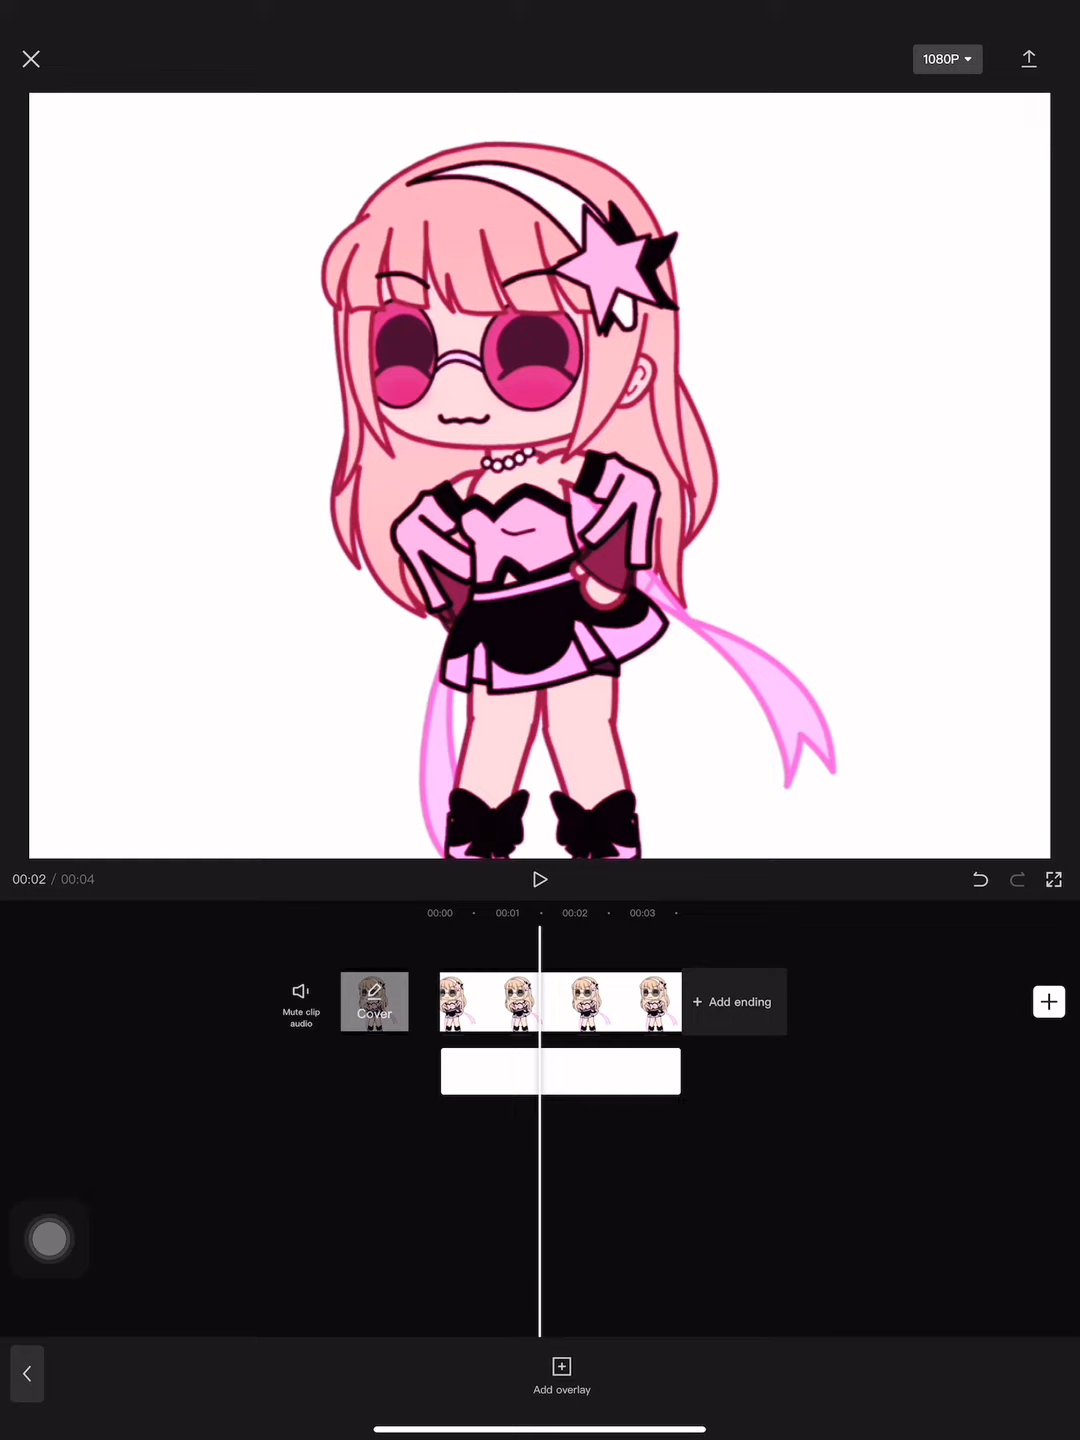 1080P
00:02 / 00:04
00:00
00:01
00:02
00:03
Mute clip
audio
Cover
+ Add ending
Add overlay